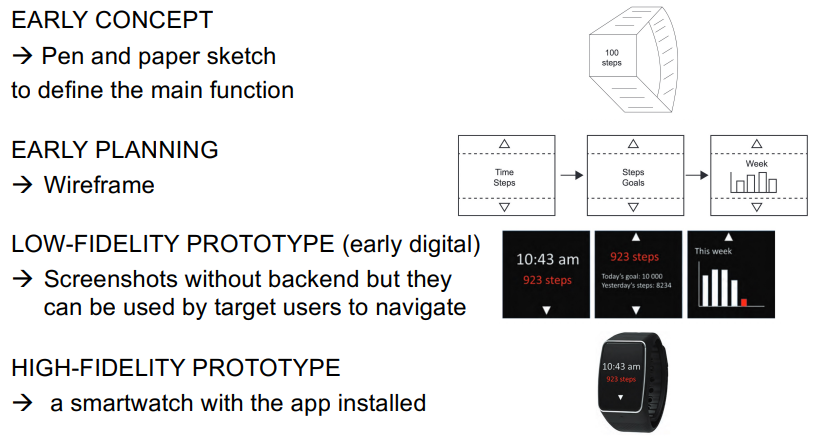 EARLY CONCEPT
→ Pen and paper sketch
to define the main function
100
steps
EARLY PLANNING
→ Wireframe
Time
Steps
Steps
Goals
Week
LOW-FIDELITY PROTOTYPE (early digital)
→ Screenshots without backend but they
can be used by target users to navigate
10:43 am
923 steps
923 steps
Today's goal: 10 000
Yesterday's steps: 8234
This week
HIGH-FIDELITY PROTOTYPE
→ a smartwatch with the app installed
10:43 am
923 steps